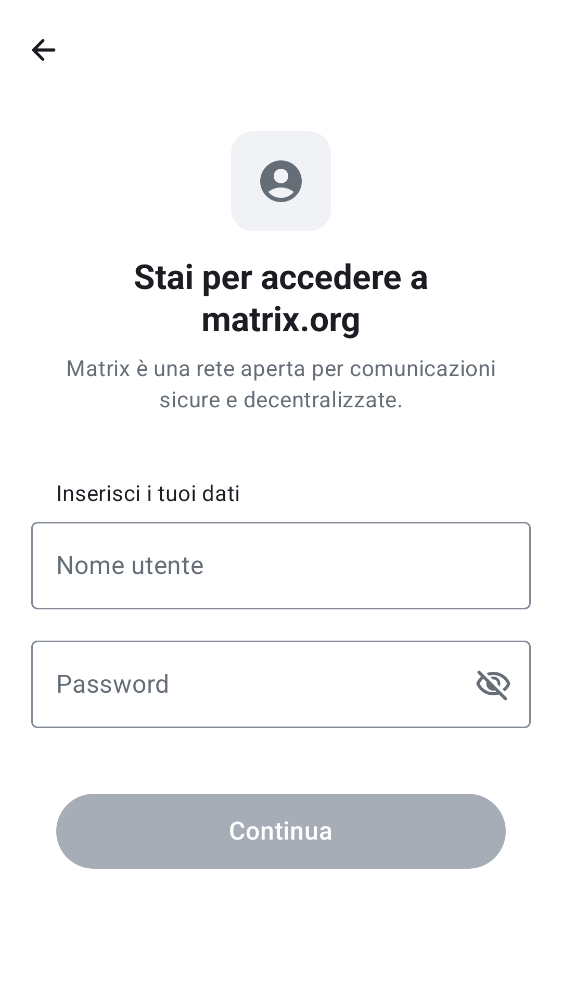 Stai per accedere a
matrix.org
Matrix è una rete aperta per comunicazioni
sicure e decentralizzate.
Inserisci i tuoi dati
Nome utente
Password
Continua